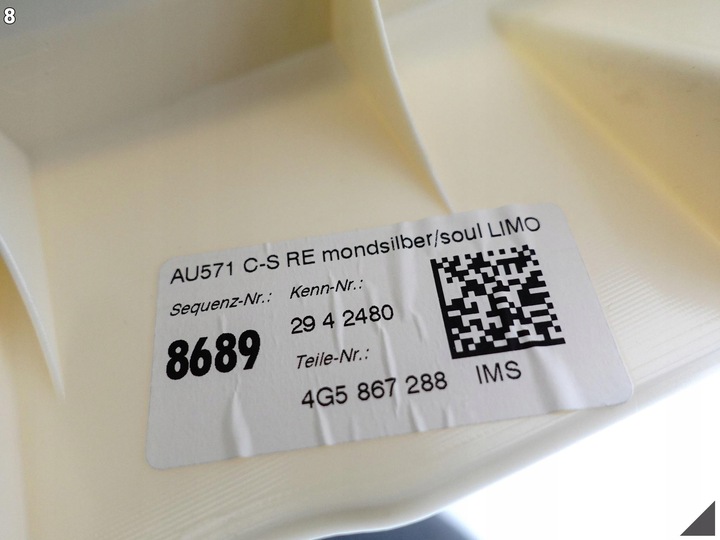 8
AU571 C-S RE mondsilber/soul LIMO
Sequenz-Nr.: Kenn-Nr.:
8689 29 4 2480
Teile-Nr.:
4G5 867 288 IMS